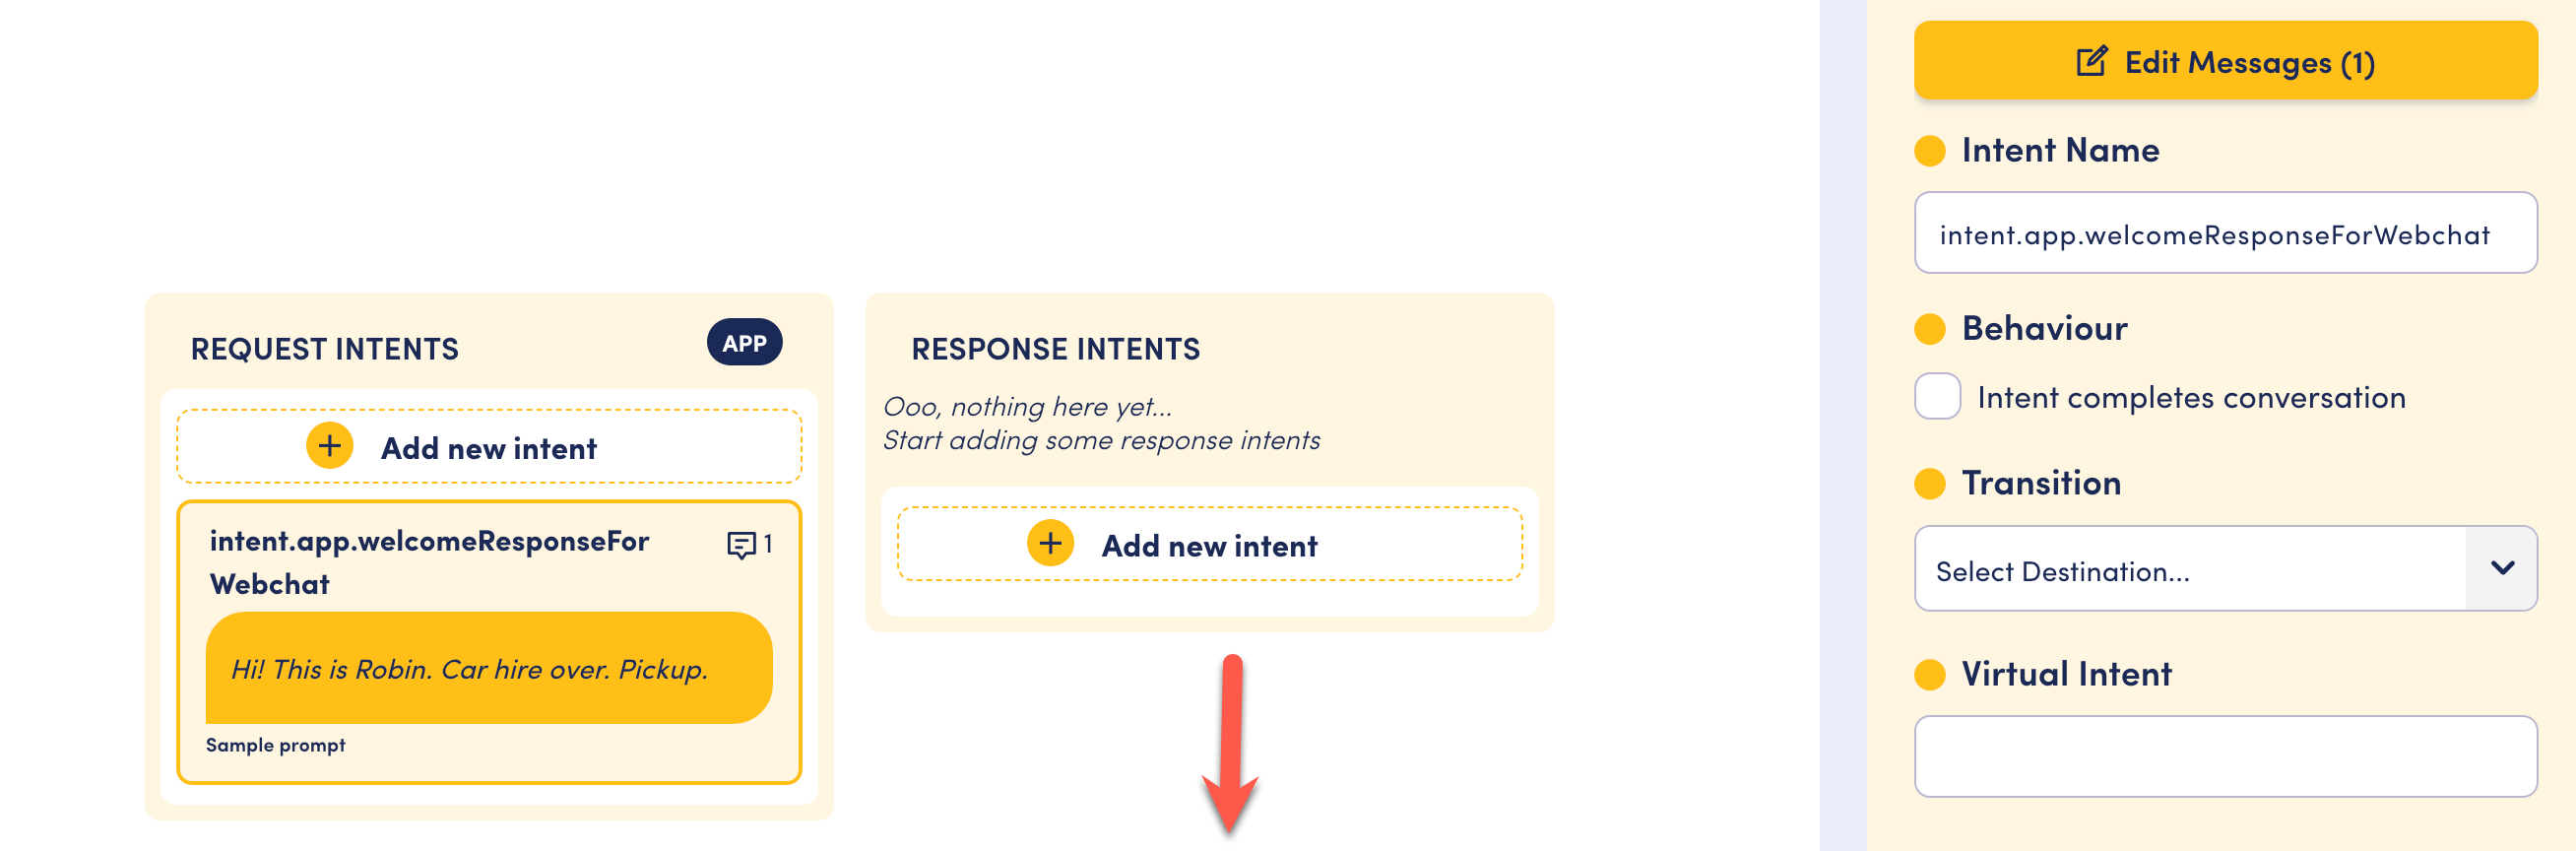 REQUEST INTENTS
APP
Add new intent
intent.app.welcomeResponseFor
Webchat
1
Hi! This is Robin. Car hire over. Pickup.
Sample prompt
RESPONSE INTENTS
Ooo, nothing here yet...
Start adding some response intents
Add new intent
Edit Messages (1)
Intent Name
intent.app.welcomeResponseForWebchat
Behaviour
Intent completes conversation
Transition
Select Destination...
Virtual Intent